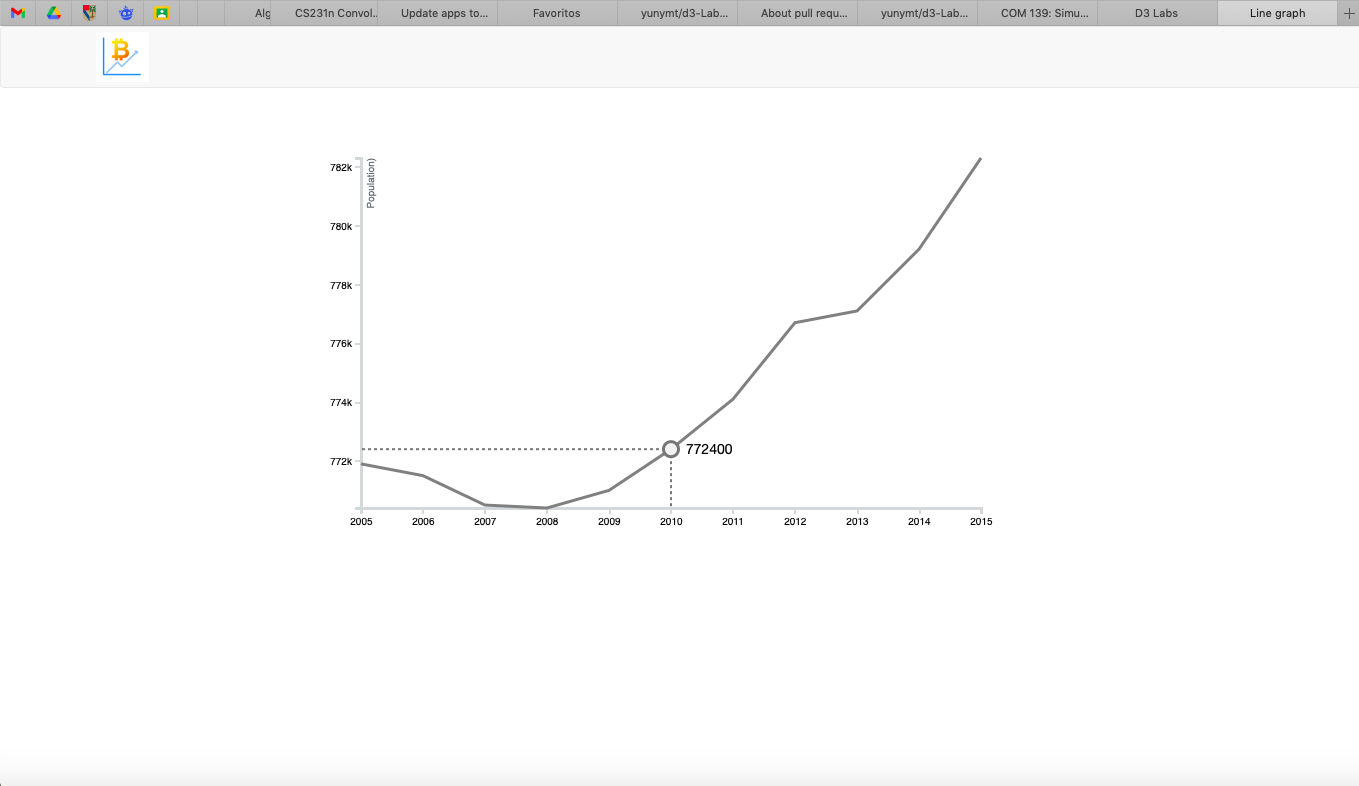 Alg CS231n Convol... Update apps to... Favoritos yunymt/d3-Lab... About pull requ... yunymt/d3-Lab... COM 139: Simu... D3 Labs Line graph +
Population)
782k
780k
778k
776k
774k
772400
772k
2005 2006 2007 2008 2009 2010 2011 2012 2013 2014 2015